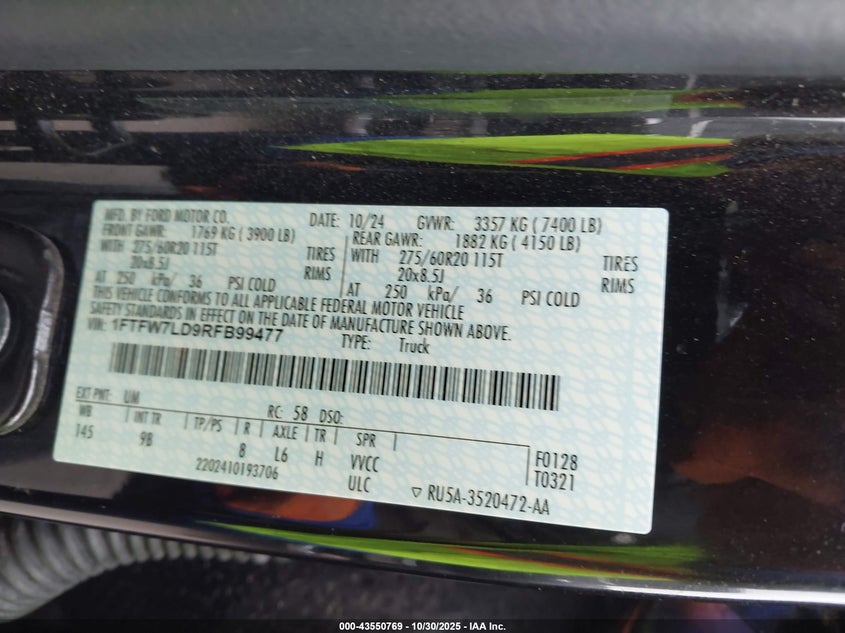 MFD. BY FORD MOTOR CO. DATE: 10/24 GVWR: 3357 KG ( 7400 LB)
FRONT GAWR: 1769 KG ( 3900 LB) REAR GAWR: 1882 KG ( 4150 LB)
WITH 275/60R20 115T TIRES WITH 275/60R20 115T TIRES
20x8.5J RIMS 20x8.5J RIMS
AT 250 kPa/ 36 PSI COLD AT 250 kPa/ 36 PSI COLD
THIS VEHICLE CONFORMS TO ALL APPLICABLE FEDERAL MOTOR VEHICLE
SAFETY STANDARDS IN EFFECT ON THE DATE OF MANUFACTURE SHOWN ABOVE.
VIN: 1FTFW7LD9RFB99477 TYPE: Truck
EXT PNT: UM RC: 58 DSO:
WB INT TR TP/PS R AXLE TR SPR
145 9B 8 L6 H VVCC F0128
2202410193706 ULC T0321
RU5A-3520472-AA
000-43550769 - 10/30/2025 - IAA Inc.